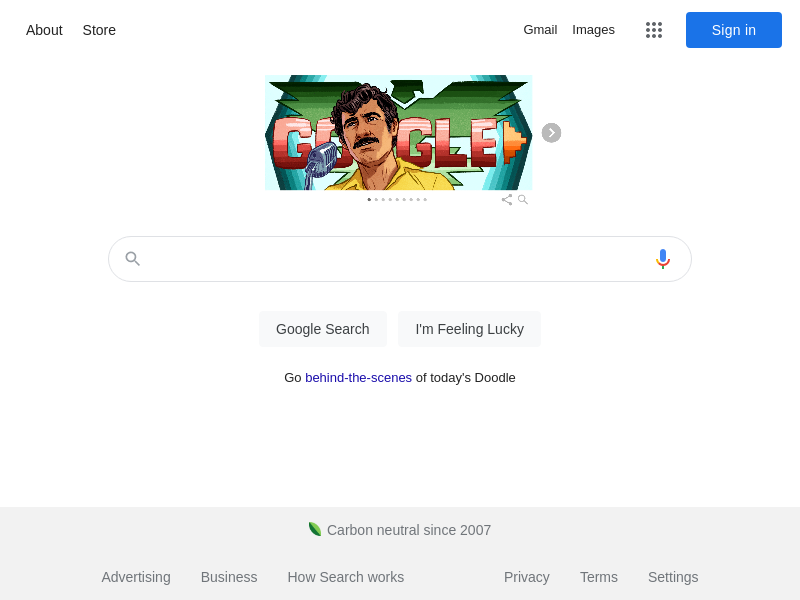 About Store Gmail Images Sign in
GOOGLE
Google Search I'm Feeling Lucky
Go behind-the-scenes of today's Doodle
Carbon neutral since 2007
Advertising Business How Search works Privacy Terms Settings